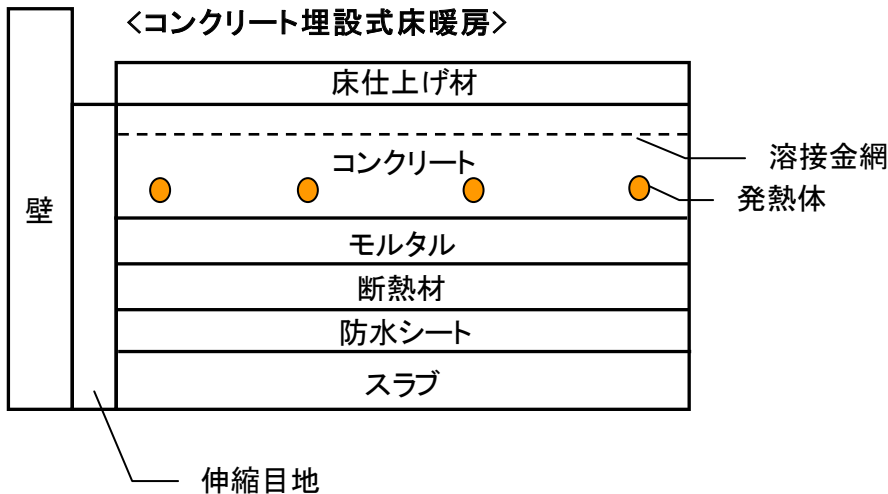 <コンクリート埋設式床暖房>
床仕上げ材
溶接金網
コンクリート
発熱体
壁
モルタル
断熱材
防水シート
スラブ
伸縮目地